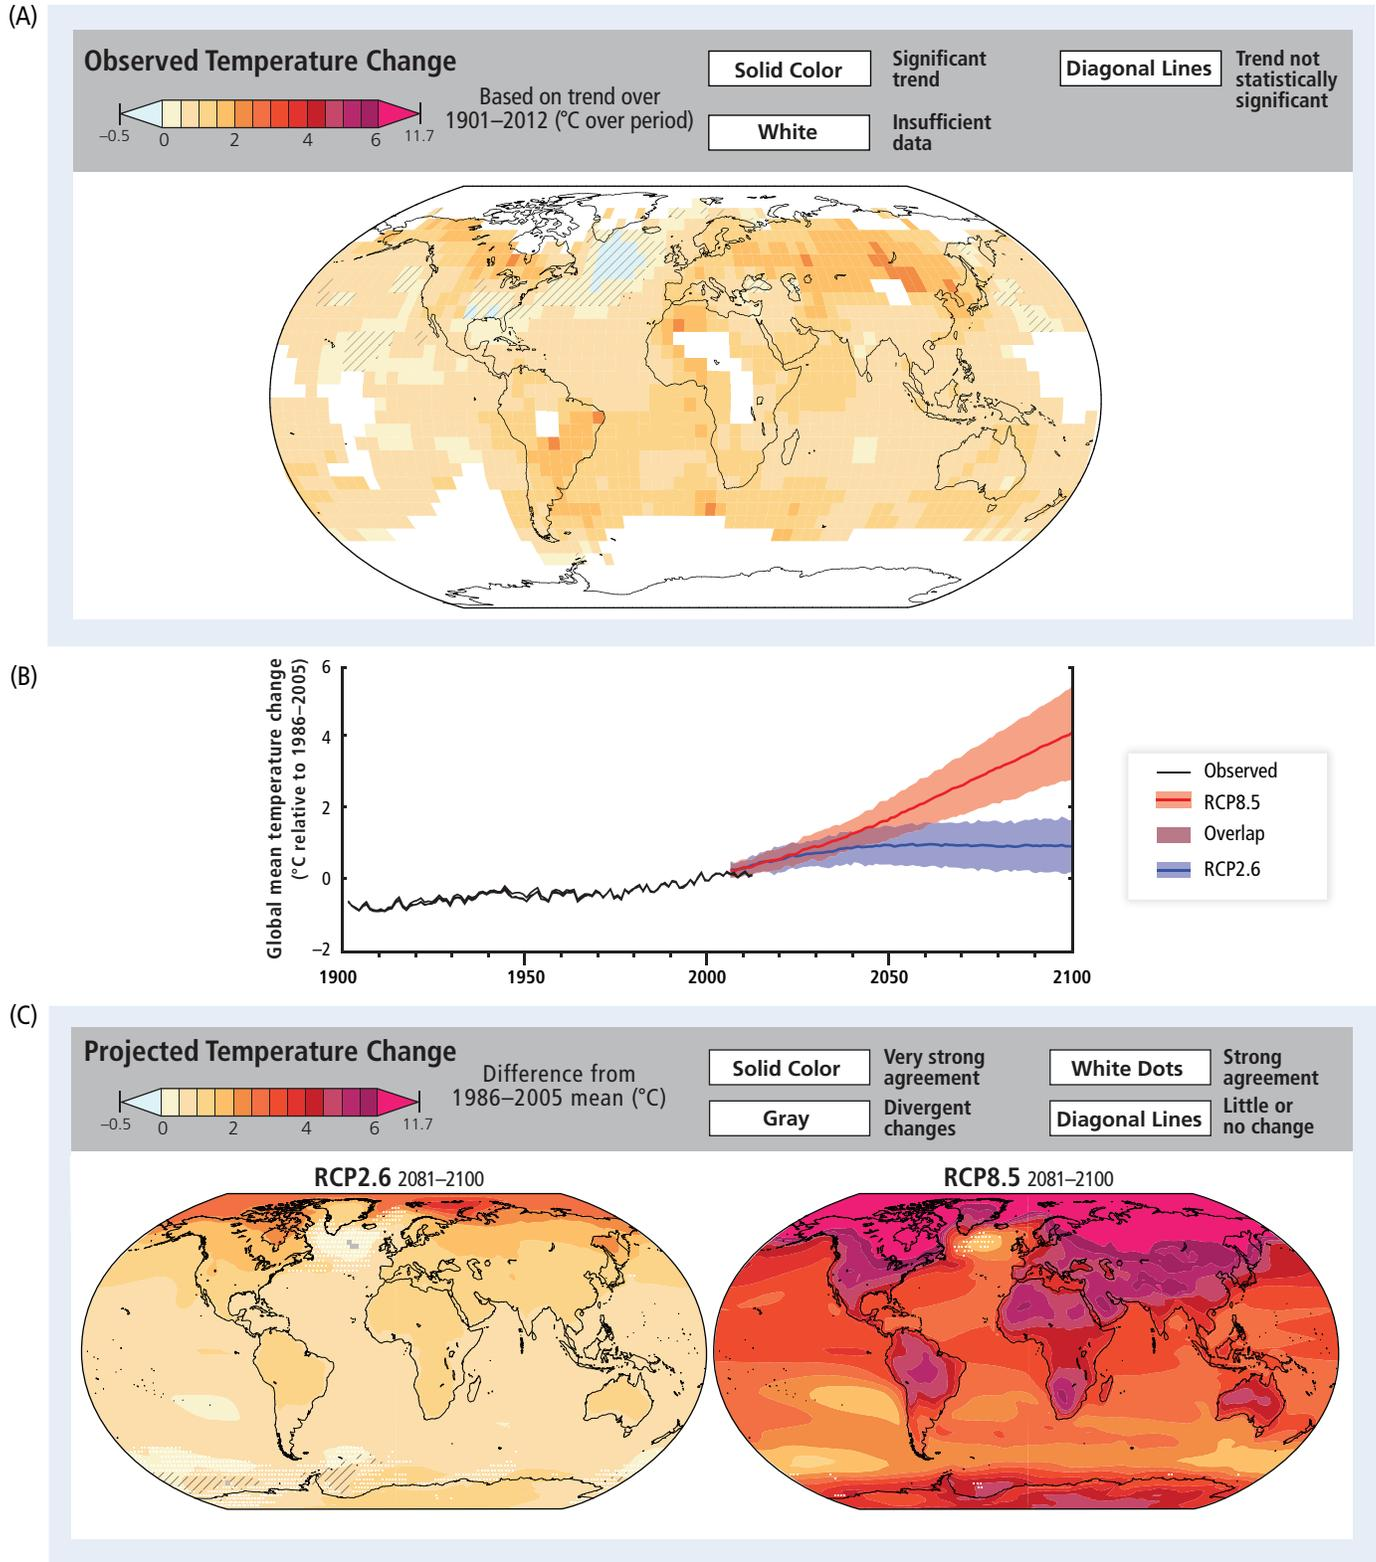 (A)
Observed Temperature Change
Based on trend over
1901–2012 (°C over period)
–0.5 0 2 4 6 11.7
Solid Color
Significant
trend
Diagonal Lines
Trend not
statistically
significant
White
Insufficient
data
(B)
Global mean temperature change
(°C relative to 1986–2005)
6
4
2
0
–2
1900 1950 2000 2050 2100
Observed
RCP8.5
Overlap
RCP2.6
(C)
Projected Temperature Change
Difference from
1986–2005 mean (°C)
–0.5 0 2 4 6 11.7
Solid Color
Very strong
agreement
White Dots
Strong
agreement
Gray
Divergent
changes
Diagonal Lines
Little or
no change
RCP2.6 2081–2100
RCP8.5 2081–2100